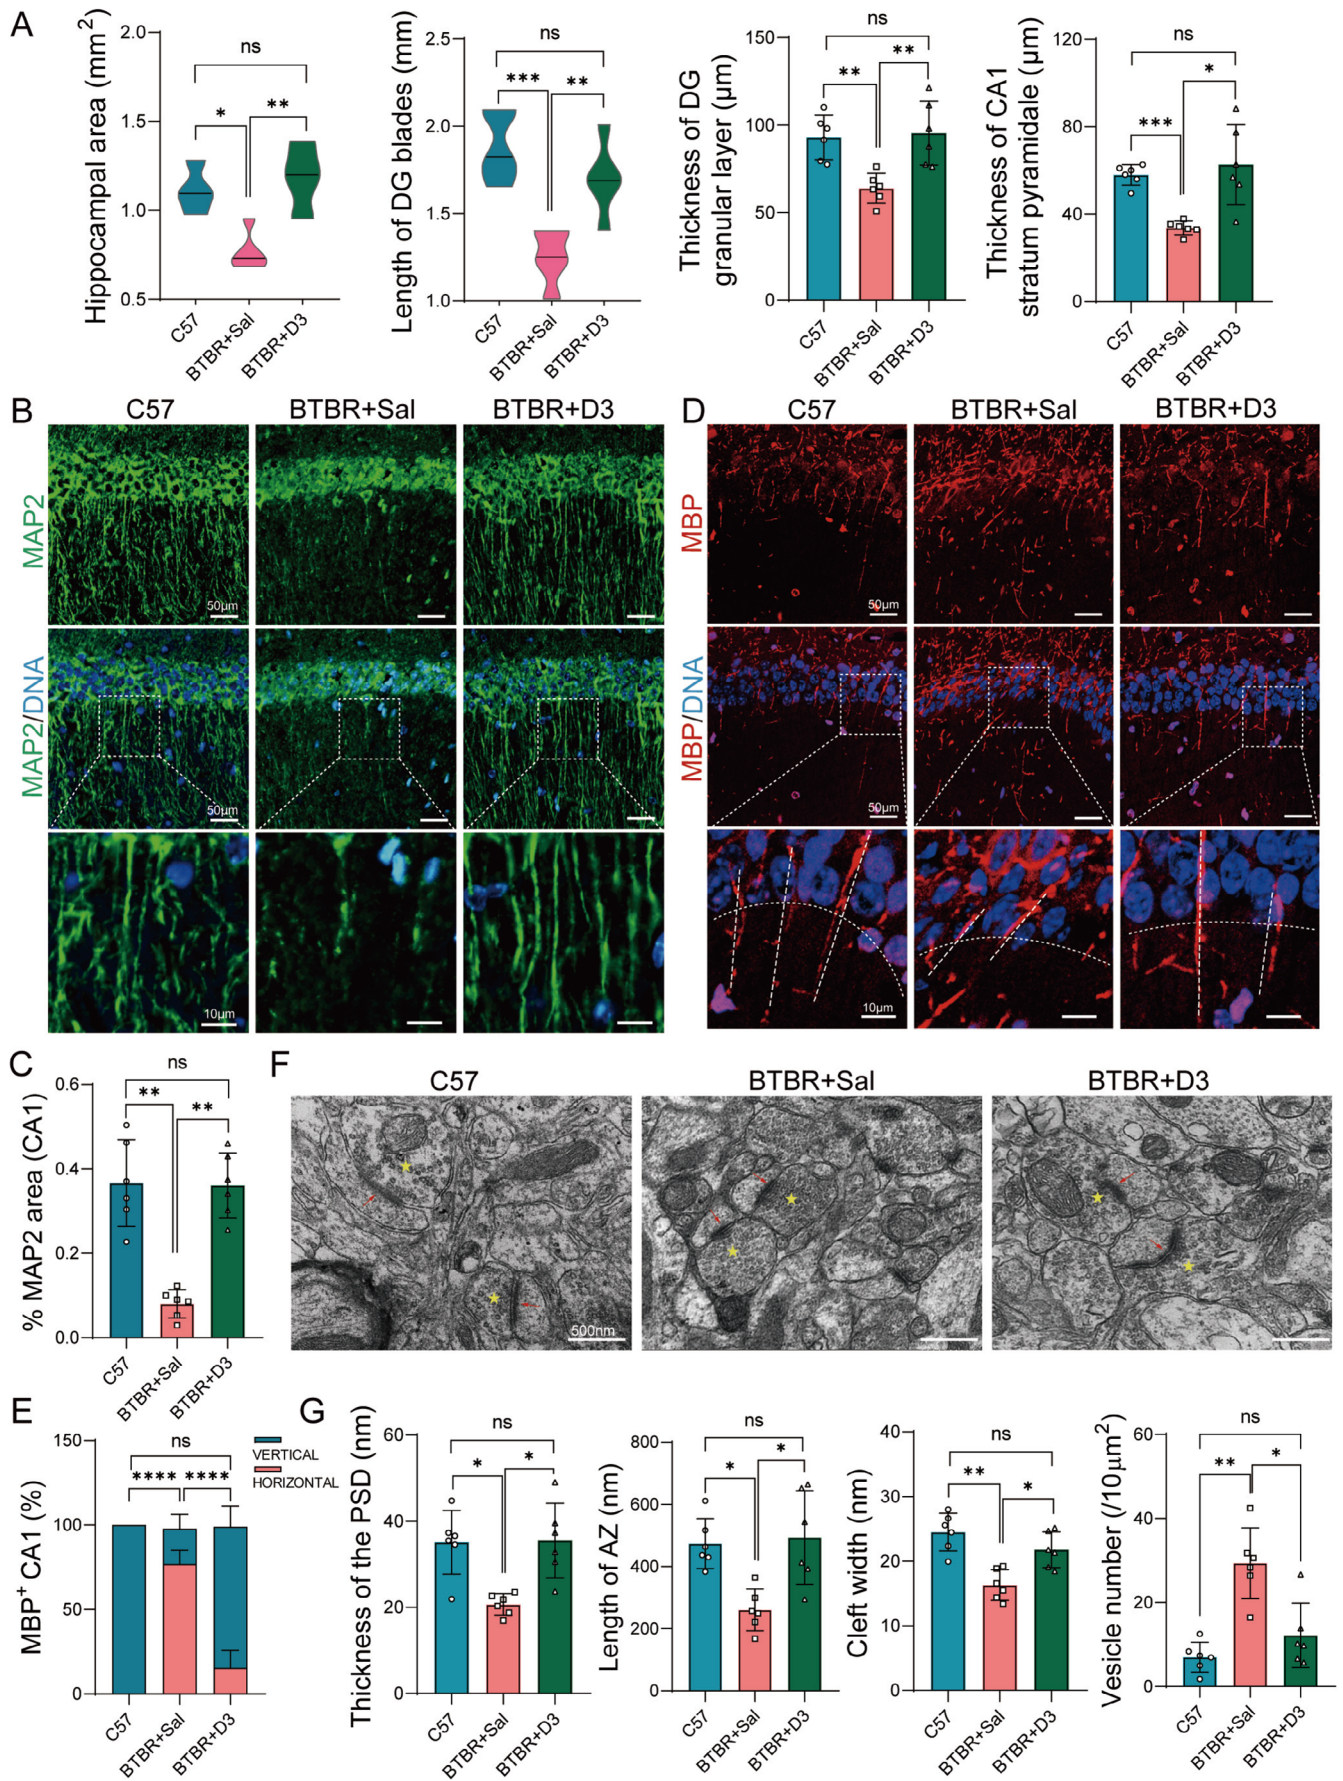 A
Hippocampal area (mm2)
2.0
1.5
1.0
0.5
ns
*
**
C57
BTBR+Sal
BTBR+D3
Length of DG blades (mm)
2.5
2.0
1.5
1.0
ns
***
**
C57
BTBR+Sal
BTBR+D3
Thickness of DG
granular layer (μm)
150
100
50
0
ns
**
**
C57
BTBR+Sal
BTBR+D3
Thickness of CA1
stratum pyramidale (μm)
120
80
40
0
ns
***
*
C57
BTBR+Sal
BTBR+D3
B
C57
BTBR+Sal
BTBR+D3
MAP2
50μm
MAP2/DNA
50μm
10μm
D
C57
BTBR+Sal
BTBR+D3
MBP
50μm
MBP/DNA
50μm
10μm
C
% MAP2 area (CA1)
0.6
0.4
0.2
0.0
ns
**
**
C57
BTBR+Sal
BTBR+D3
F
C57
BTBR+Sal
BTBR+D3
500nm
E
MBP+ CA1 (%)
150
100
50
0
ns
****
****
VERTICAL
HORIZONTAL
C57
BTBR+Sal
BTBR+D3
G
Thickness of the PSD (nm)
60
40
20
0
ns
*
*
C57
BTBR+Sal
BTBR+D3
Length of AZ (nm)
800
600
400
200
0
ns
*
*
C57
BTBR+Sal
BTBR+D3
Cleft width (nm)
40
30
20
10
0
ns
**
*
C57
BTBR+Sal
BTBR+D3
Vesicle number (/10μm2)
60
40
20
0
ns
**
*
C57
BTBR+Sal
BTBR+D3